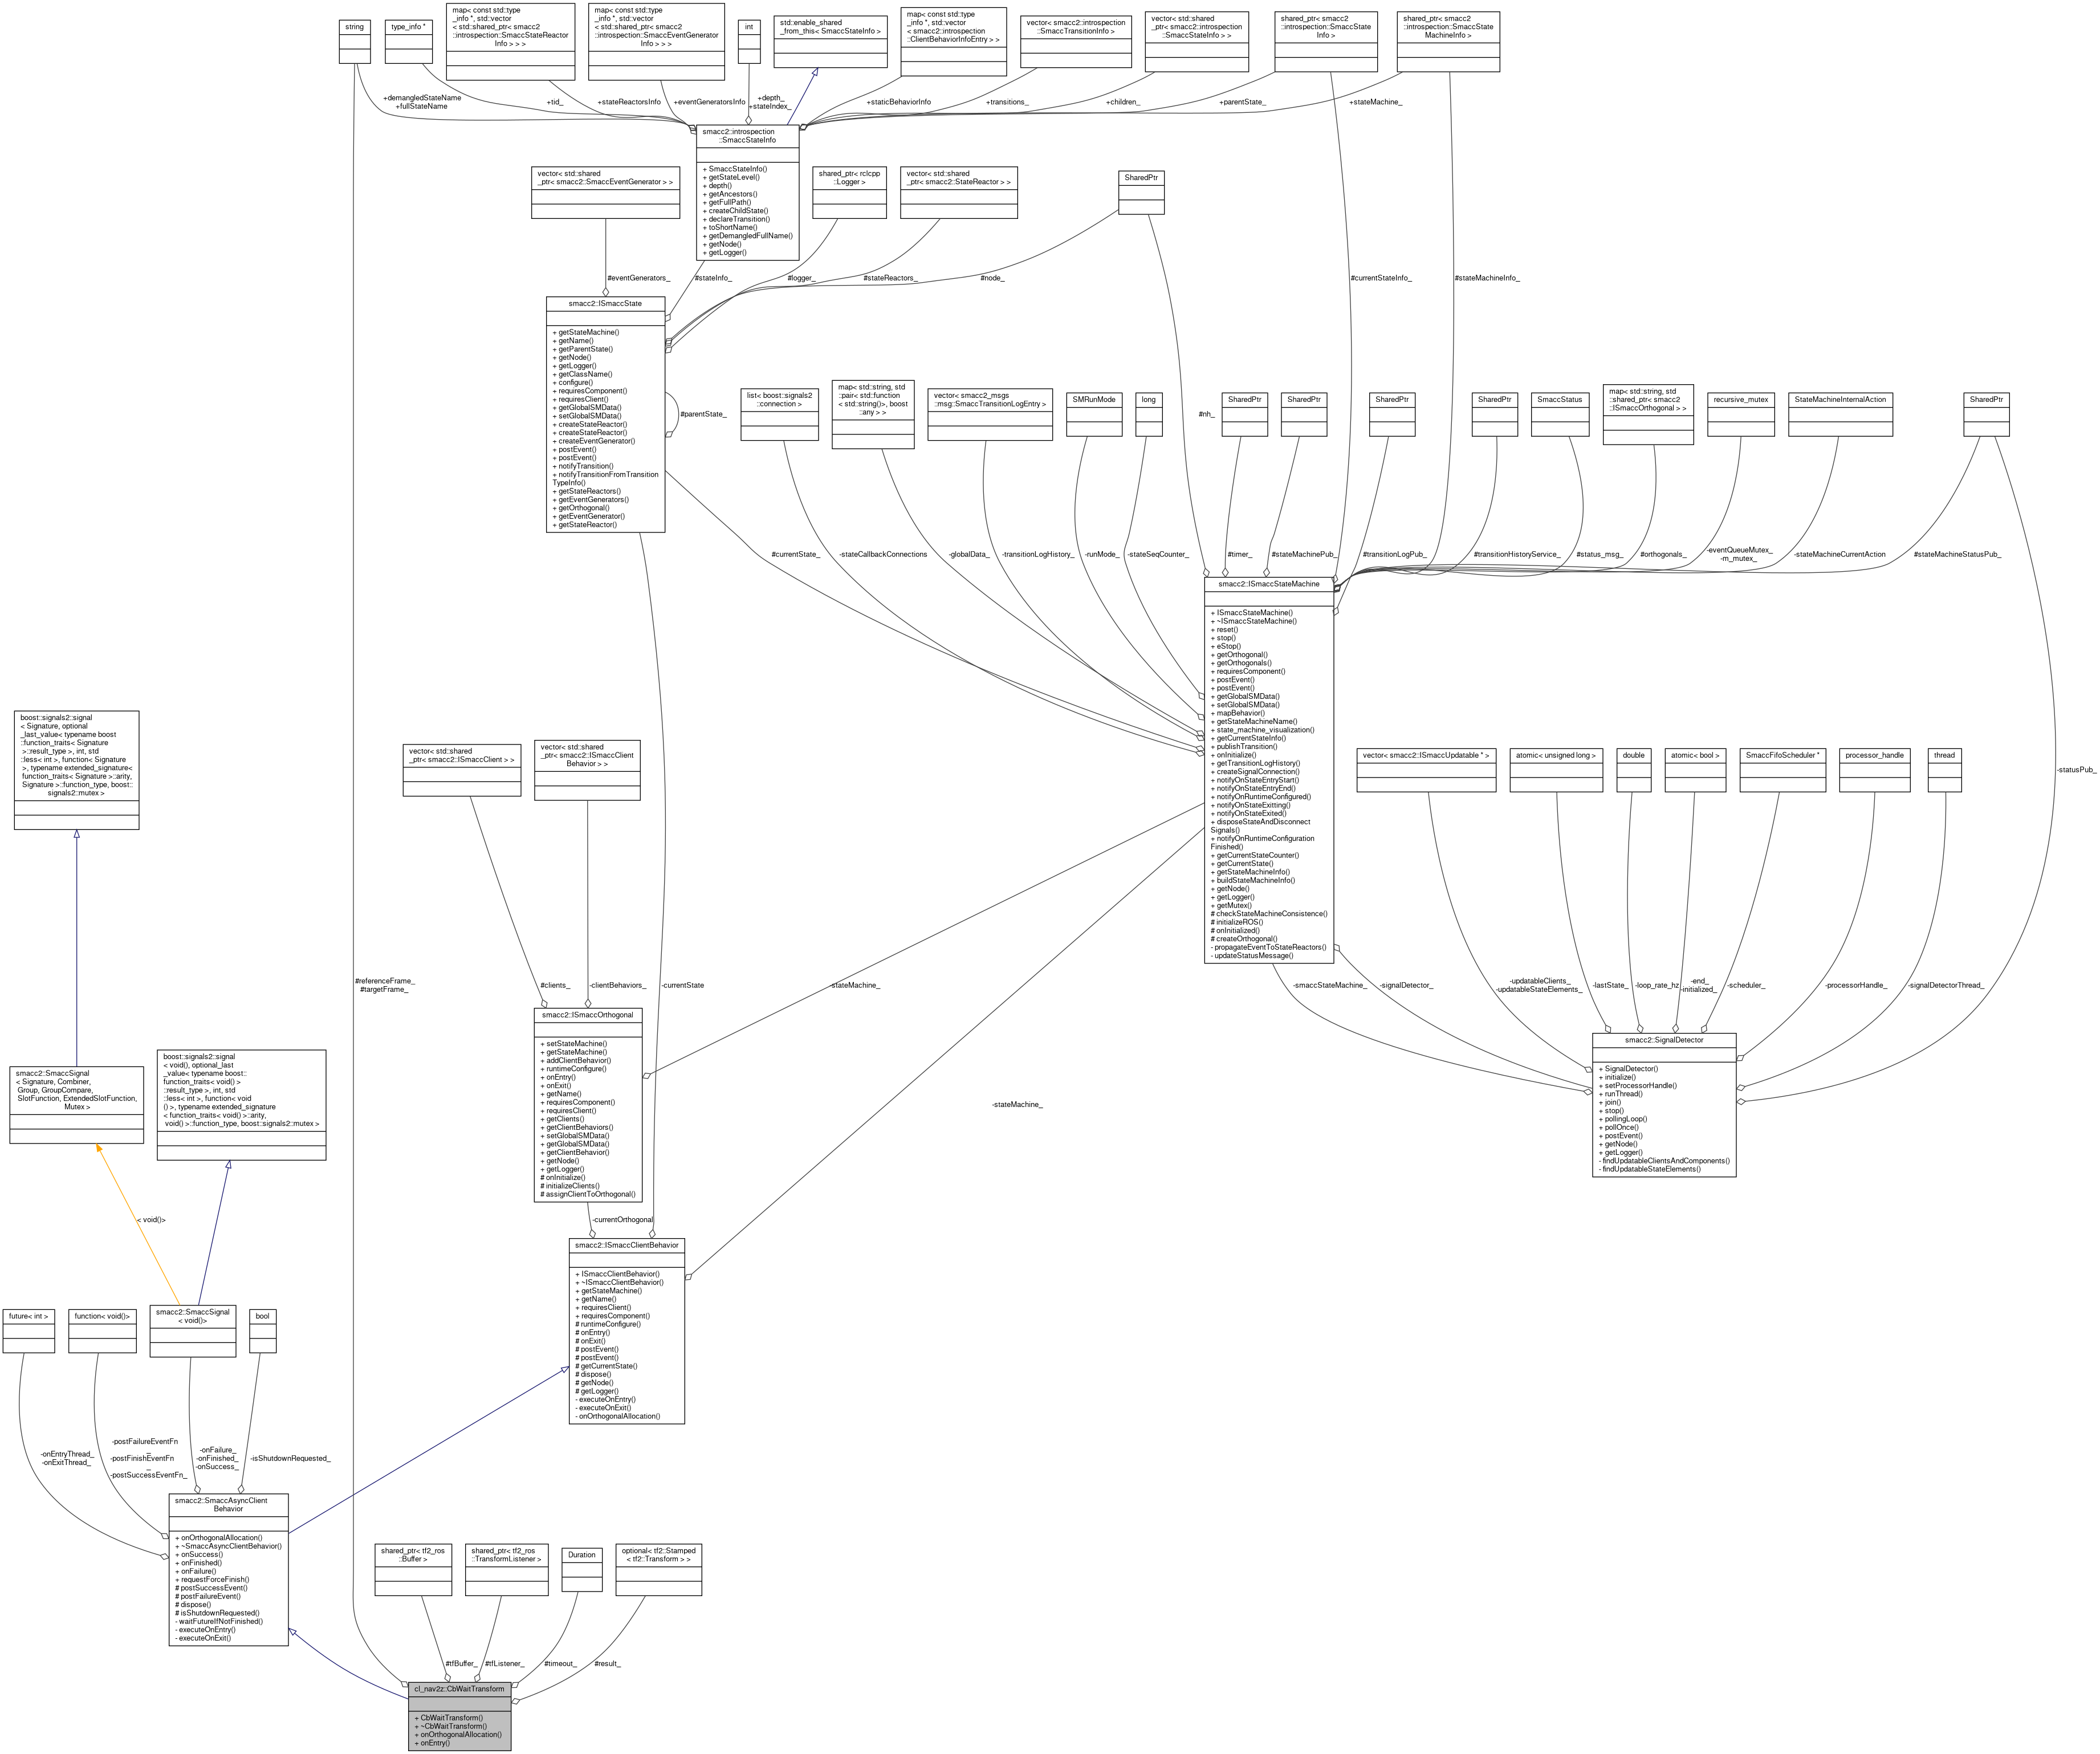 string
type_info *
map< const std::type
_info *, std::vector
< std::shared_ptr< smacc2
::introspection::SmaccStateReactor
Info > > >
map< const std::type
_info *, std::vector
< std::shared_ptr< smacc2
::introspection::SmaccEventGenerator
Info > > >
int
std::enable_shared
_from_this< SmaccStateInfo >
map< const std::type
_info *, std::vector
< smacc2::introspection
::ClientBehaviorInfoEntry > >
vector< smacc2::introspection
::SmaccTransitionInfo >
vector< std::shared
_ptr< smacc2::introspection
::SmaccStateInfo > >
shared_ptr< smacc2
::introspection::SmaccState
Info >
shared_ptr< smacc2
::introspection::SmaccState
MachineInfo >
+demangledStateName
+fullStateName
+tid_
+stateReactorsInfo
+eventGeneratorsInfo
+depth_
+stateIndex_
+staticBehaviorInfo
+transitions_
+children_
+parentState_
+stateMachine_
smacc2::introspection
::SmaccStateInfo
+ SmaccStateInfo()
+ getStateLevel()
+ depth()
+ getAncestors()
+ getFullPath()
+ createChildState()
+ declareTransition()
+ toShortName()
+ getDemangledFullName()
+ getNode()
+ getLogger()
vector< std::shared
_ptr< smacc2::SmaccEventGenerator > >
shared_ptr< rclcpp
::Logger >
vector< std::shared
_ptr< smacc2::StateReactor > >
SharedPtr
#eventGenerators_
#stateInfo_
#logger_
#stateReactors_
#node_
#currentStateInfo_
#stateMachineInfo_
smacc2::ISmaccState
+ getStateMachine()
+ getName()
+ getParentState()
+ getNode()
+ getLogger()
+ getClassName()
+ configure()
+ requiresComponent()
+ requiresClient()
+ getGlobalSMData()
+ setGlobalSMData()
+ createStateReactor()
+ createStateReactor()
+ createEventGenerator()
+ postEvent()
+ postEvent()
+ notifyTransition()
+ notifyTransitionFromTransition
TypeInfo()
+ getStateReactors()
+ getEventGenerators()
+ getOrthogonal()
+ getEventGenerator()
+ getStateReactor()
#parentState_
list< boost::signals2
::connection >
map< std::string, std
::pair< std::function
< std::string()>, boost
::any > >
vector< smacc2_msgs
::msg::SmaccTransitionLogEntry >
SMRunMode
long
#nh_
SharedPtr
SharedPtr
SharedPtr
SharedPtr
SmaccStatus
map< std::string, std
::shared_ptr< smacc2
::ISmaccOrthogonal > >
recursive_mutex
StateMachineInternalAction
SharedPtr
#currentState_
-stateCallbackConnections
-globalData_
-transitionLogHistory_
-runMode_
-stateSeqCounter_
#timer_
#stateMachinePub_
#transitionLogPub_
#transitionHistoryService_
#status_msg_
#orthogonals_
-eventQueueMutex_
-m_mutex_
-stateMachineCurrentAction
#stateMachineStatusPub_
smacc2::ISmaccStateMachine
+ ISmaccStateMachine()
+ ~ISmaccStateMachine()
+ reset()
+ stop()
+ eStop()
+ getOrthogonal()
+ getOrthogonals()
+ requiresComponent()
+ postEvent()
+ postEvent()
+ getGlobalSMData()
+ setGlobalSMData()
+ mapBehavior()
+ getStateMachineName()
+ state_machine_visualization()
+ getCurrentStateInfo()
+ publishTransition()
+ onInitialize()
+ getTransitionLogHistory()
+ createSignalConnection()
+ notifyOnStateEntryStart()
+ notifyOnStateEntryEnd()
+ notifyOnRuntimeConfigured()
+ notifyOnStateExitting()
+ notifyOnStateExited()
+ disposeStateAndDisconnect
Signals()
+ notifyOnRuntimeConfiguration
Finished()
+ getCurrentStateCounter()
+ getCurrentState()
+ getStateMachineInfo()
+ buildStateMachineInfo()
+ getNode()
+ getLogger()
+ getMutex()
# checkStateMachineConsistence()
# initializeROS()
# onInitialized()
# createOrthogonal()
- propagateEventToStateReactors()
- updateStatusMessage()
boost::signals2::signal
< Signature, optional
_last_value< typename boost
::function_traits< Signature
>::result_type >, int, std
::less< int >, function< Signature
>, typename extended_signature<
function_traits< Signature >::arity,
Signature >::function_type, boost::
signals2::mutex >
vector< std::shared
_ptr< smacc2::ISmaccClient > >
vector< std::shared
_ptr< smacc2::ISmaccClient
Behavior > >
vector< smacc2::ISmaccUpdatable * >
atomic< unsigned long >
double
atomic< bool >
SmaccFifoScheduler *
processor_handle
thread
-statusPub_
#referenceFrame_
#targetFrame_
#clients_
-clientBehaviors_
-currentState
-stateMachine_
-smaccStateMachine_
-signalDetector_
-updatableClients_
-updatableStateElements_
-lastState_
-loop_rate_hz
-end_
-initialized_
-scheduler_
-processorHandle_
-signalDetectorThread_
smacc2::ISmaccOrthogonal
+ setStateMachine()
+ getStateMachine()
+ addClientBehavior()
+ runtimeConfigure()
+ onEntry()
+ onExit()
+ getName()
+ requiresComponent()
+ requiresClient()
+ getClients()
+ getClientBehaviors()
+ setGlobalSMData()
+ getGlobalSMData()
+ getClientBehavior()
+ getNode()
+ getLogger()
# onInitialize()
# initializeClients()
# assignClientToOrthogonal()
smacc2::SignalDetector
+ SignalDetector()
+ initialize()
+ setProcessorHandle()
+ runThread()
+ join()
+ stop()
+ pollingLoop()
+ pollOnce()
+ postEvent()
+ getNode()
+ getLogger()
- findUpdatableClientsAndComponents()
- findUpdatableStateElements()
smacc2::SmaccSignal
< Signature, Combiner,
Group, GroupCompare,
SlotFunction, ExtendedSlotFunction,
Mutex >
boost::signals2::signal
< void(), optional_last
_value< typename boost::
function_traits< void() >
::result_type >, int, std
::less< int >, function< void
() >, typename extended_signature
< function_traits< void() >::arity,
void() >::function_type, boost::signals2::mutex >
-stateMachine_
< void()>
-currentOrthogonal
smacc2::ISmaccClientBehavior
+ ISmaccClientBehavior()
+ ~ISmaccClientBehavior()
+ getStateMachine()
+ getName()
+ requiresClient()
+ requiresComponent()
# runtimeConfigure()
# onEntry()
# onExit()
# postEvent()
# postEvent()
# getCurrentState()
# dispose()
# getNode()
# getLogger()
- executeOnEntry()
- executeOnExit()
- onOrthogonalAllocation()
future< int >
function< void()>
smacc2::SmaccSignal
< void()>
bool
-onEntryThread_
-onExitThread_
-postFailureEventFn
_
-postFinishEventFn
_
-postSuccessEventFn_
-onFailure_
-onFinished_
-onSuccess_
-isShutdownRequested_
smacc2::SmaccAsyncClient
Behavior
+ onOrthogonalAllocation()
+ ~SmaccAsyncClientBehavior()
+ onSuccess()
+ onFinished()
+ onFailure()
+ requestForceFinish()
# postSuccessEvent()
# postFailureEvent()
# dispose()
# isShutdownRequested()
- waitFutureIfNotFinished()
- executeOnEntry()
- executeOnExit()
shared_ptr< tf2_ros
::Buffer >
shared_ptr< tf2_ros
::TransformListener >
Duration
optional< tf2::Stamped
< tf2::Transform > >
#tfBuffer_
#tfListener_
#timeout_
#result_
cl_nav2z::CbWaitTransform
+ CbWaitTransform()
+ ~CbWaitTransform()
+ onOrthogonalAllocation()
+ onEntry()